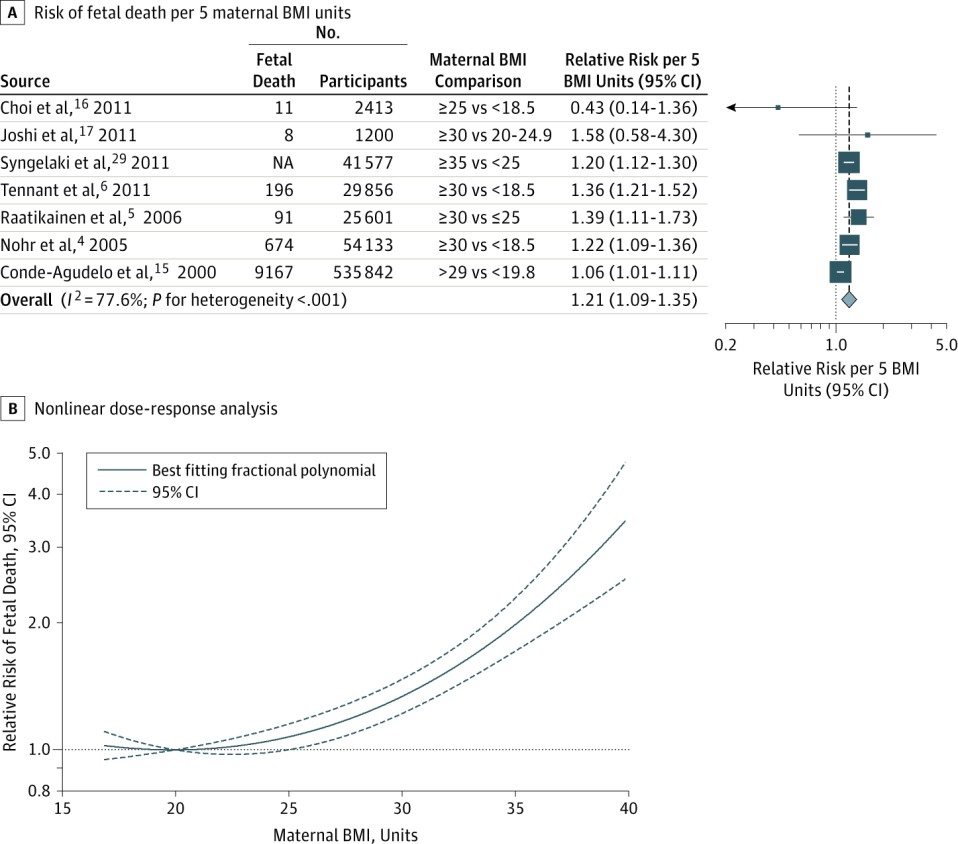 A Risk of fetal death per 5 maternal BMI units
No.
Source Fetal Death Participants Maternal BMI Comparison Relative Risk per 5 BMI Units (95% CI)
Choi et al,16 2011 11 2413 ≥25 vs <18.5 0.43 (0.14-1.36)
Joshi et al,17 2011 8 1200 ≥30 vs 20-24.9 1.58 (0.58-4.30)
Syngelaki et al,29 2011 NA 41 577 ≥35 vs <25 1.20 (1.12-1.30)
Tennant et al,6 2011 196 29 856 ≥30 vs <18.5 1.36 (1.21-1.52)
Raatikainen et al,5 2006 91 25 601 ≥30 vs ≤25 1.39 (1.11-1.73)
Nohr et al,4 2005 674 54 133 ≥30 vs <18.5 1.22 (1.09-1.36)
Conde-Agudelo et al,15 2000 9167 535 842 >29 vs <19.8 1.06 (1.01-1.11)
Overall (I2 = 77.6%; P for heterogeneity <.001) 1.21 (1.09-1.35)
0.2 1.0 5.0
Relative Risk per 5 BMI
Units (95% CI)
B Nonlinear dose-response analysis
Relative Risk of Fetal Death, 95% CI
5.0
4.0
3.0
2.0
1.0
0.8
Best fitting fractional polynomial
95% CI
15 20 25 30 35 40
Maternal BMI, Units